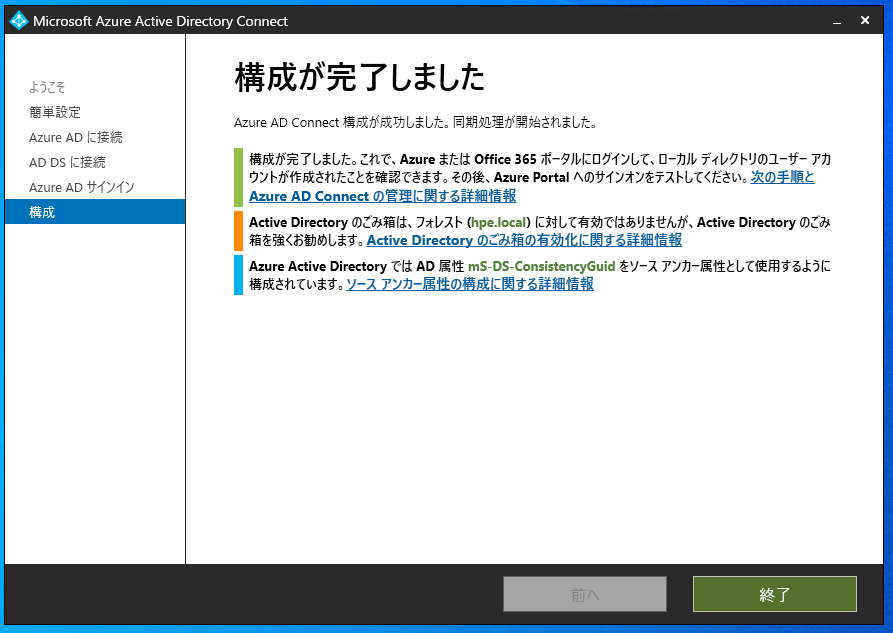 Microsoft Azure Active Directory Connect
ようこそ
簡単設定
Azure AD に接続
AD DS に接続
Azure AD サインイン
構成
構成が完了しました
Azure AD Connect 構成が成功しました。同期処理が開始されました。
構成が完了しました。これで、Azure または Office 365 ポータルにログインして、ローカル ディレクトリのユーザー アカ
ウントが作成されたことを確認できます。その後、Azure Portal へのサインオンをテストしてください。次の手順と
Azure AD Connect の管理に関する詳細情報
Active Directory のごみ箱は、フォレスト (hpe.local) に対して有効ではありませんが、Active Directory のごみ
箱を強くお勧めします。Active Directory のごみ箱の有効化に関する詳細情報
Azure Active Directory では AD 属性 mS-DS-ConsistencyGuid をソース アンカー属性として使用するように
構成されています。ソース アンカー属性の構成に関する詳細情報
前へ
終了